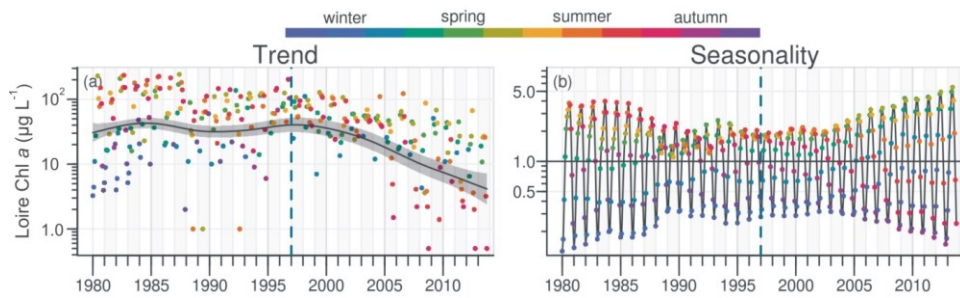 winter spring summer autumn
Trend Seasonality
(a) (b)
Loire Chl a (µg L⁻¹)
10² 10 1.0
5.0 1.0 0.5
1980 1985 1990 1995 2000 2005 2010
1980 1985 1990 1995 2000 2005 2010